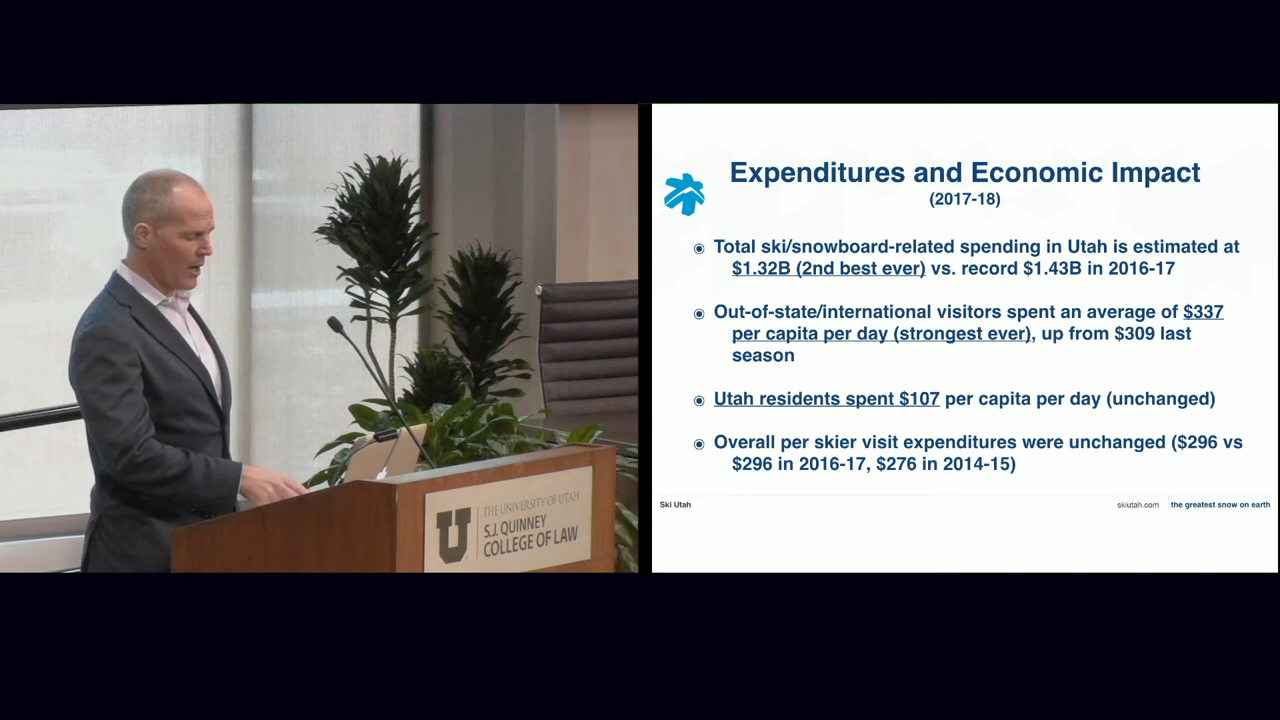 THE UNIVERSITY OF UTAH
S.J. QUINNEY
COLLEGE OF LAW
U
Expenditures and Economic Impact
(2017-18)
◉ Total ski/snowboard-related spending in Utah is estimated at
$1.32B (2nd best ever) vs. record $1.43B in 2016-17
◉ Out-of-state/international visitors spent an average of $337
per capita per day (strongest ever), up from $309 last
season
◉ Utah residents spent $107 per capita per day (unchanged)
◉ Overall per skier visit expenditures were unchanged ($296 vs
$296 in 2016-17, $276 in 2014-15)
Ski Utah
skiutah.com
the greatest snow on earth